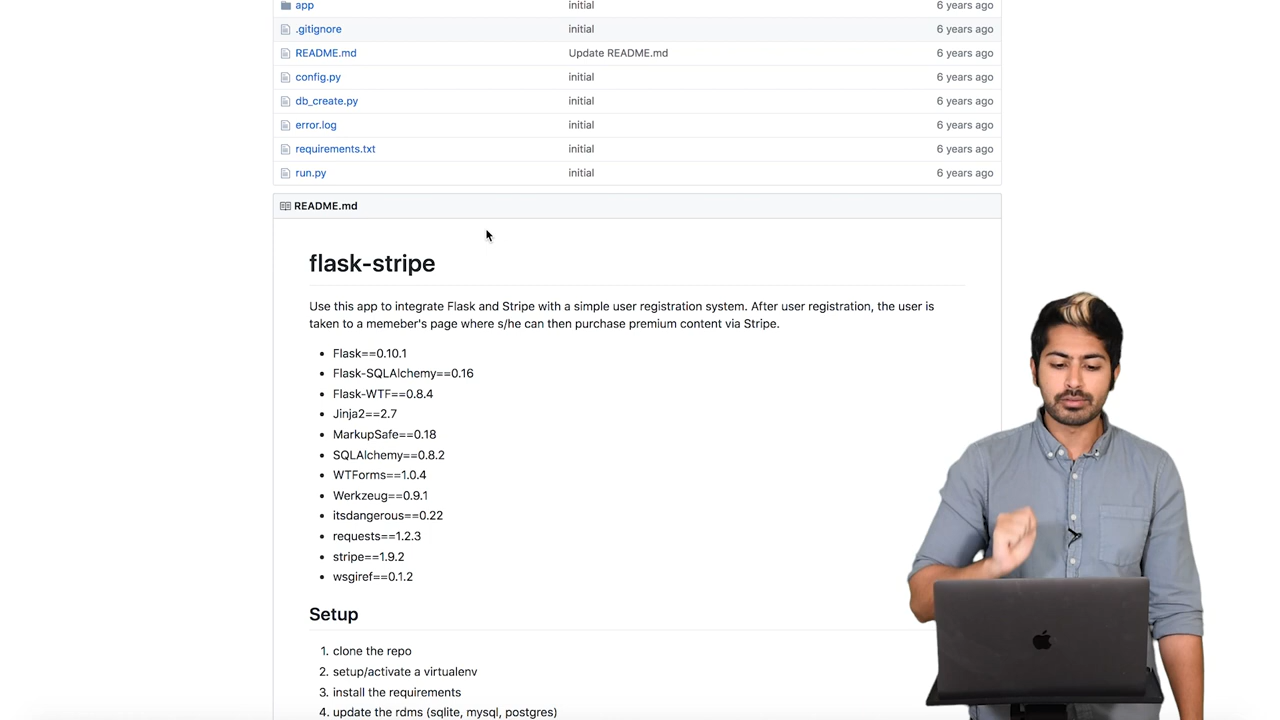 app initial 6 years ago
.gitignore initial 6 years ago
README.md Update README.md 6 years ago
config.py initial 6 years ago
db_create.py initial 6 years ago
error.log initial 6 years ago
requirements.txt initial 6 years ago
run.py initial 6 years ago
README.md
flask-stripe
Use this app to integrate Flask and Stripe with a simple user registration system. After user registration, the user is
taken to a memeber's page where s/he can then purchase premium content via Stripe.
Flask==0.10.1
Flask-SQLAlchemy==0.16
Flask-WTF==0.8.4
Jinja2==2.7
MarkupSafe==0.18
SQLAlchemy==0.8.2
WTForms==1.0.4
Werkzeug==0.9.1
itsdangerous==0.22
requests==1.2.3
stripe==1.9.2
wsgiref==0.1.2
Setup
1. clone the repo
2. setup/activate a virtualenv
3. install the requirements
4. update the rdms (sqlite, mysql, postgres)